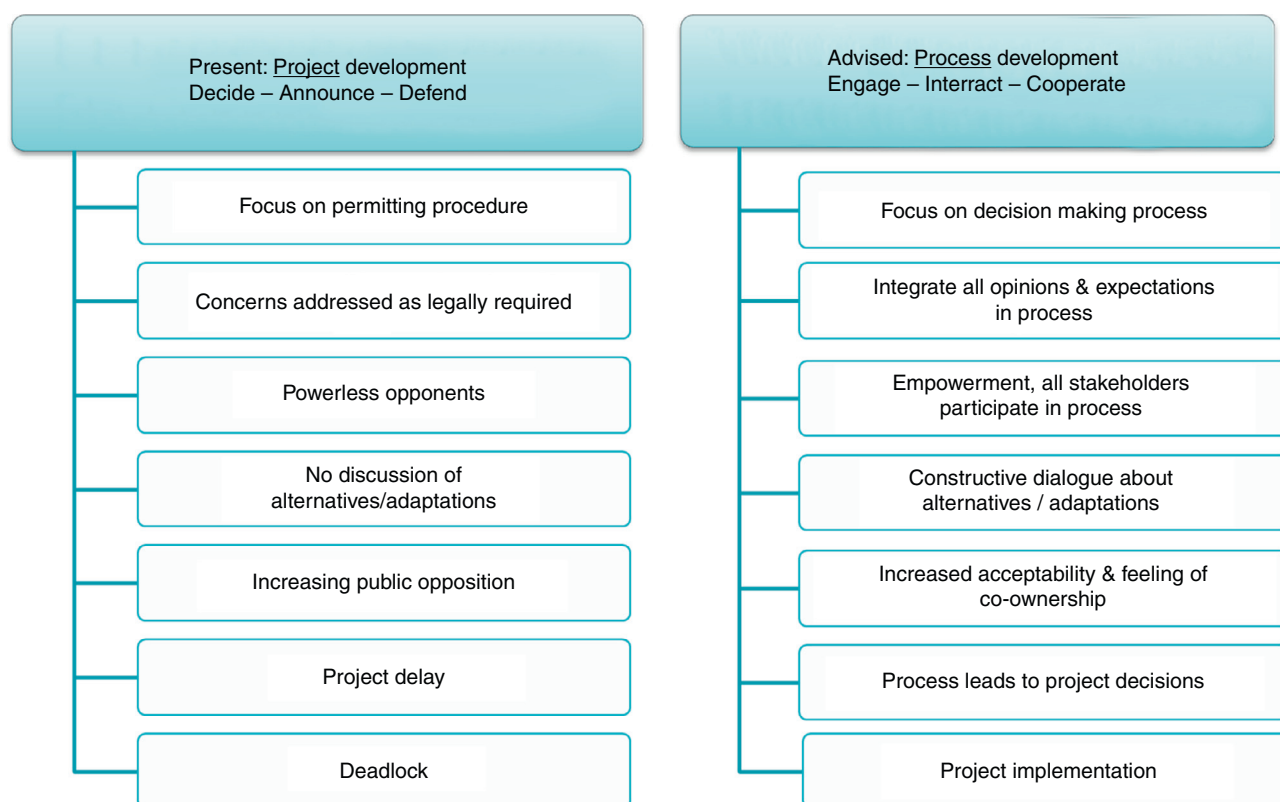 Present: Project development
Decide – Announce – Defend
Focus on permitting procedure
Concerns addressed as legally required
Powerless opponents
No discussion of
alternatives/adaptations
Increasing public opposition
Project delay
Deadlock
Advised: Process development
Engage – Interract – Cooperate
Focus on decision making process
Integrate all opinions & expectations
in process
Empowerment, all stakeholders
participate in process
Constructive dialogue about
alternatives / adaptations
Increased acceptability & feeling of
co-ownership
Process leads to project decisions
Project implementation